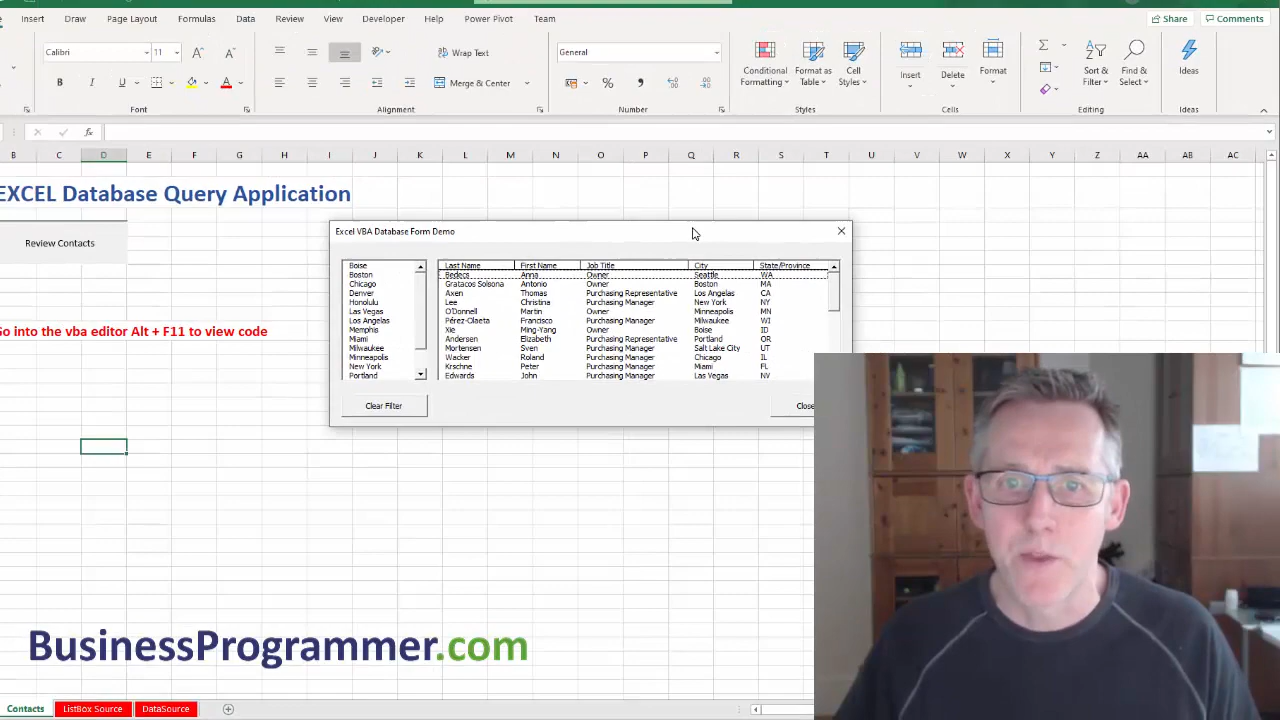 Insert Draw Page Layout Formulas Data Review View Developer Help Power Pivot Team Share Comments
Calibri 11 Wrap Text General
B I U Merge & Center % Conditional Formatting Format as Table Cell Styles Insert Delete Format Sort & Filter Find & Select Ideas
Font Alignment Number Styles Cells Editing Ideas
fx
B C D E F G H I J K L M N O P Q R S T U V W X Y Z AA AB AC
EXCEL Database Query Application
Review Contacts
Go into the vba editor Alt + F11 to view code
Excel VBA Database Form Demo
Boise
Boston
Chicago
Denver
Honolulu
Las Vegas
Los Angelas
Memphis
Miami
Milwaukee
Minneapolis
New York
Portland
Last Name First Name Job Title City State/Province
Bedecs Anna Owner Seattle WA
Gratacos Solsona Antonio Owner Boston MA
Axen Thomas Purchasing Representative Los Angelas CA
Lee Christina Purchasing Manager New York NY
O'Donnell Martin Owner Minneapolis MN
Pérez-Olaeta Francisco Purchasing Manager Milwaukee WI
Xie Ming-Yang Owner Boise ID
Andersen Elizabeth Purchasing Representative Portland OR
Mortensen Sven Purchasing Manager Salt Lake City UT
Wacker Roland Purchasing Manager Chicago IL
Krschne Peter Purchasing Manager Miami FL
Edwards John Purchasing Manager Las Vegas NV
Clear Filter Close
BusinessProgrammer.com
Contacts ListBox Source DataSource